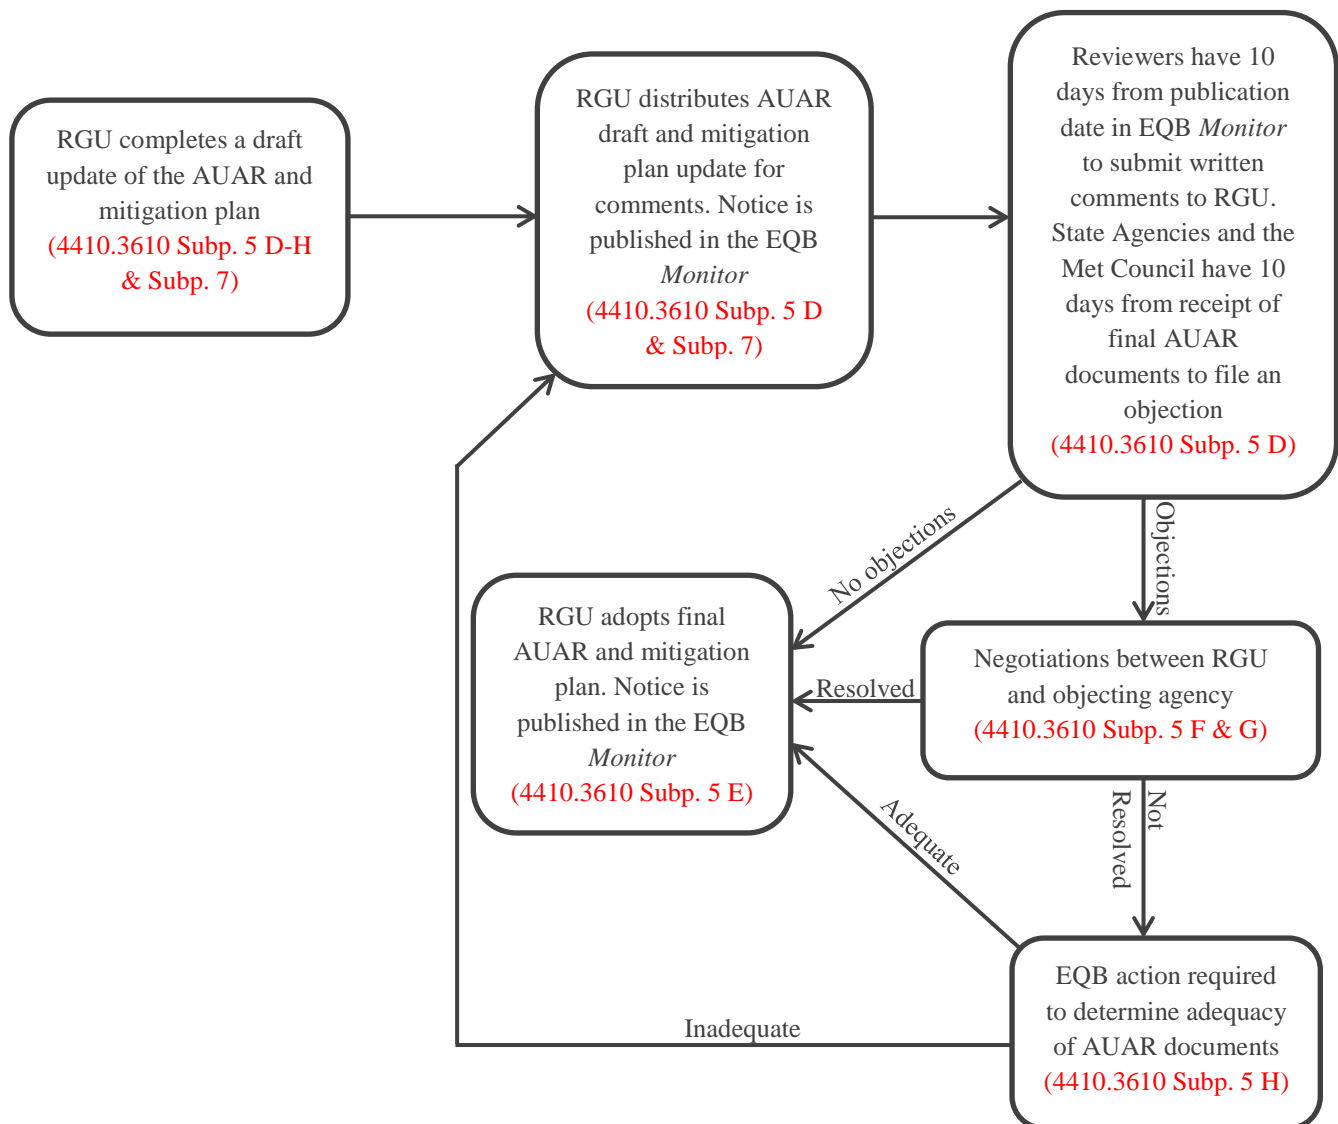 RGU completes a draft
update of the AUAR and
mitigation plan
(4410.3610 Subp. 5 D-H
& Subp. 7)
RGU distributes AUAR
draft and mitigation
plan update for
comments. Notice is
published in the EQB
Monitor
(4410.3610 Subp. 5 D
& Subp. 7)
Reviewers have 10
days from publication
date in EQB Monitor
to submit written
comments to RGU.
State Agencies and the
Met Council have 10
days from receipt of
final AUAR
documents to file an
objection
(4410.3610 Subp. 5 D)
No objections
Objections
RGU adopts final
AUAR and mitigation
plan. Notice is
published in the EQB
Monitor
(4410.3610 Subp. 5 E)
Resolved
Negotiations between RGU
and objecting agency
(4410.3610 Subp. 5 F & G)
Adequate
Not
Resolved
Inadequate
EQB action required
to determine adequacy
of AUAR documents
(4410.3610 Subp. 5 H)